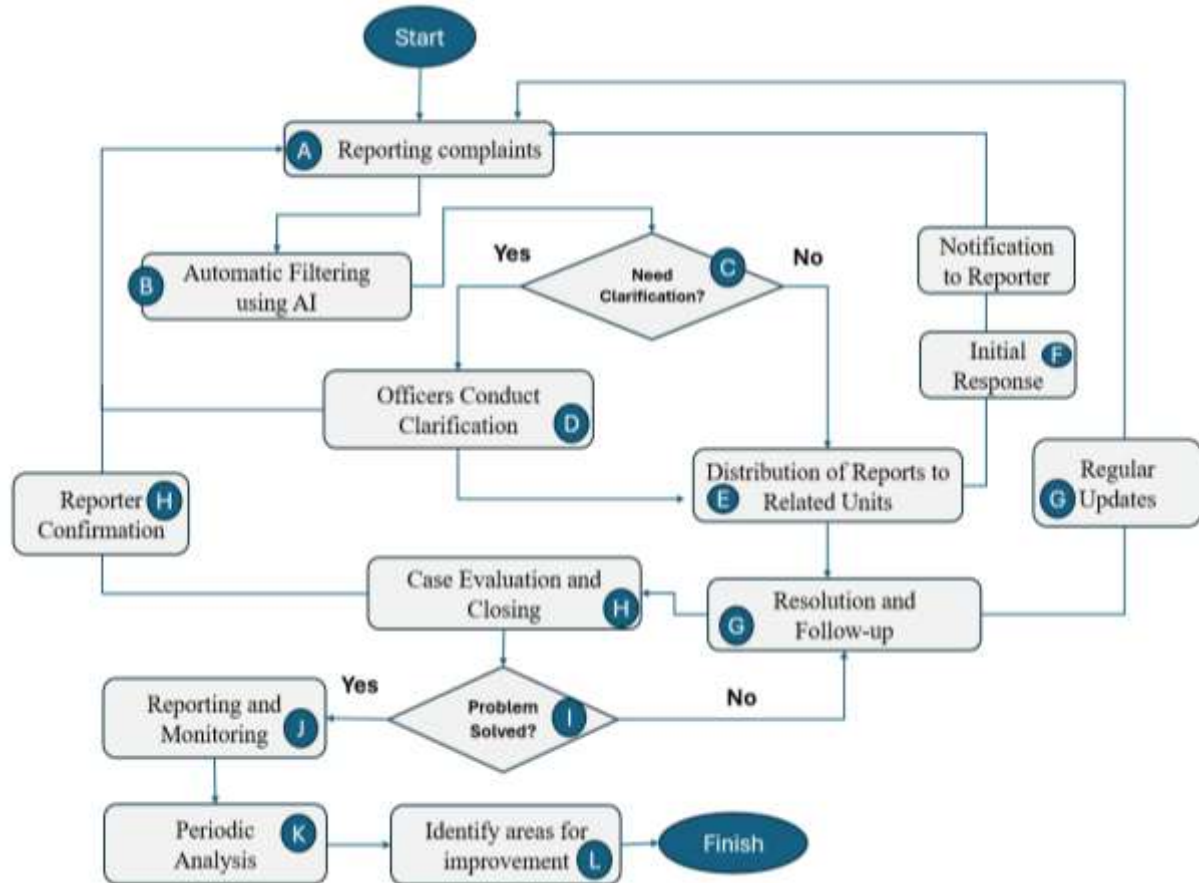 Start
A Reporting complaints
Yes
No
Need
C
Clarification?
Notification
to Reporter
Automatic Filtering
B
using AI
Initial
F
Response
Officers Conduct
Clarification
D
Distribution of Reports to
E Related Units
Regular
G Updates
Reporter
H
Confirmation
Case Evaluation and
Closing
H
Resolution and
G
Follow-up
Yes
No
Problem
I
Solved?
Reporting and
Monitoring
J
Periodic
K
Analysis
Identify areas for
improvement
L
Finish